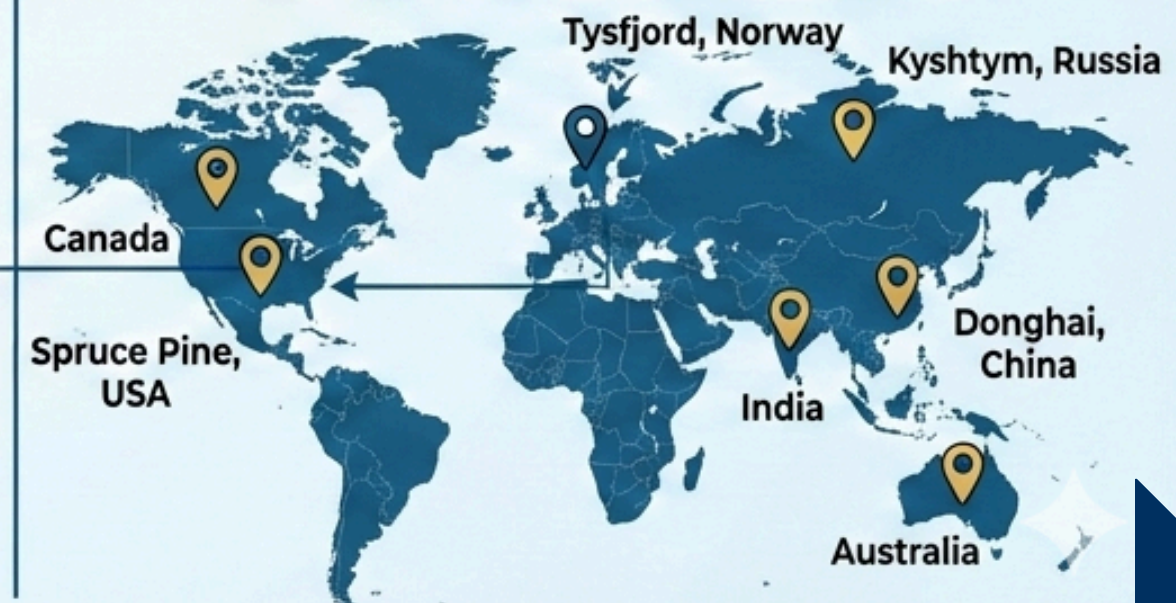 Tysfjord, Norway
Kyshtym, Russia
Canada
Spruce Pine,
USA
Donghai,
China
India
Australia